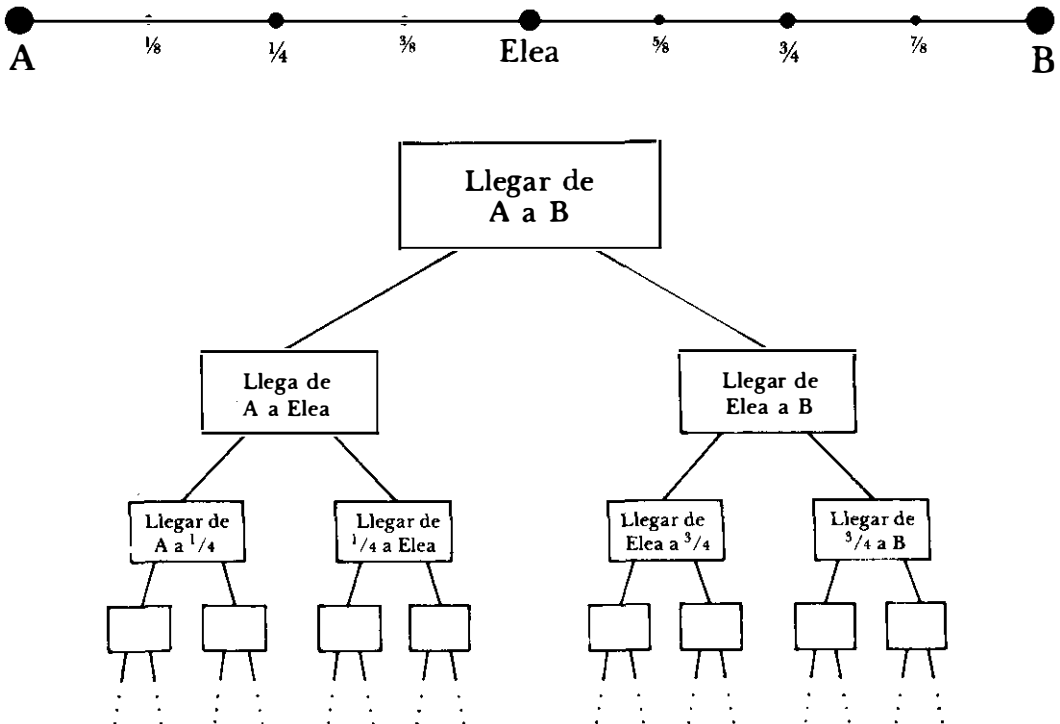 ⅛ ¼ ⅜ ⅝ ¾ ⅞
A Elea B
Llegar de
A a B
Llega de
A a Elea
Llegar de
Elea a B
Llegar de
A a 1/4
Llegar de
1/4 a Elea
Llegar de
Elea a 3/4
Llegar de
3/4 a B